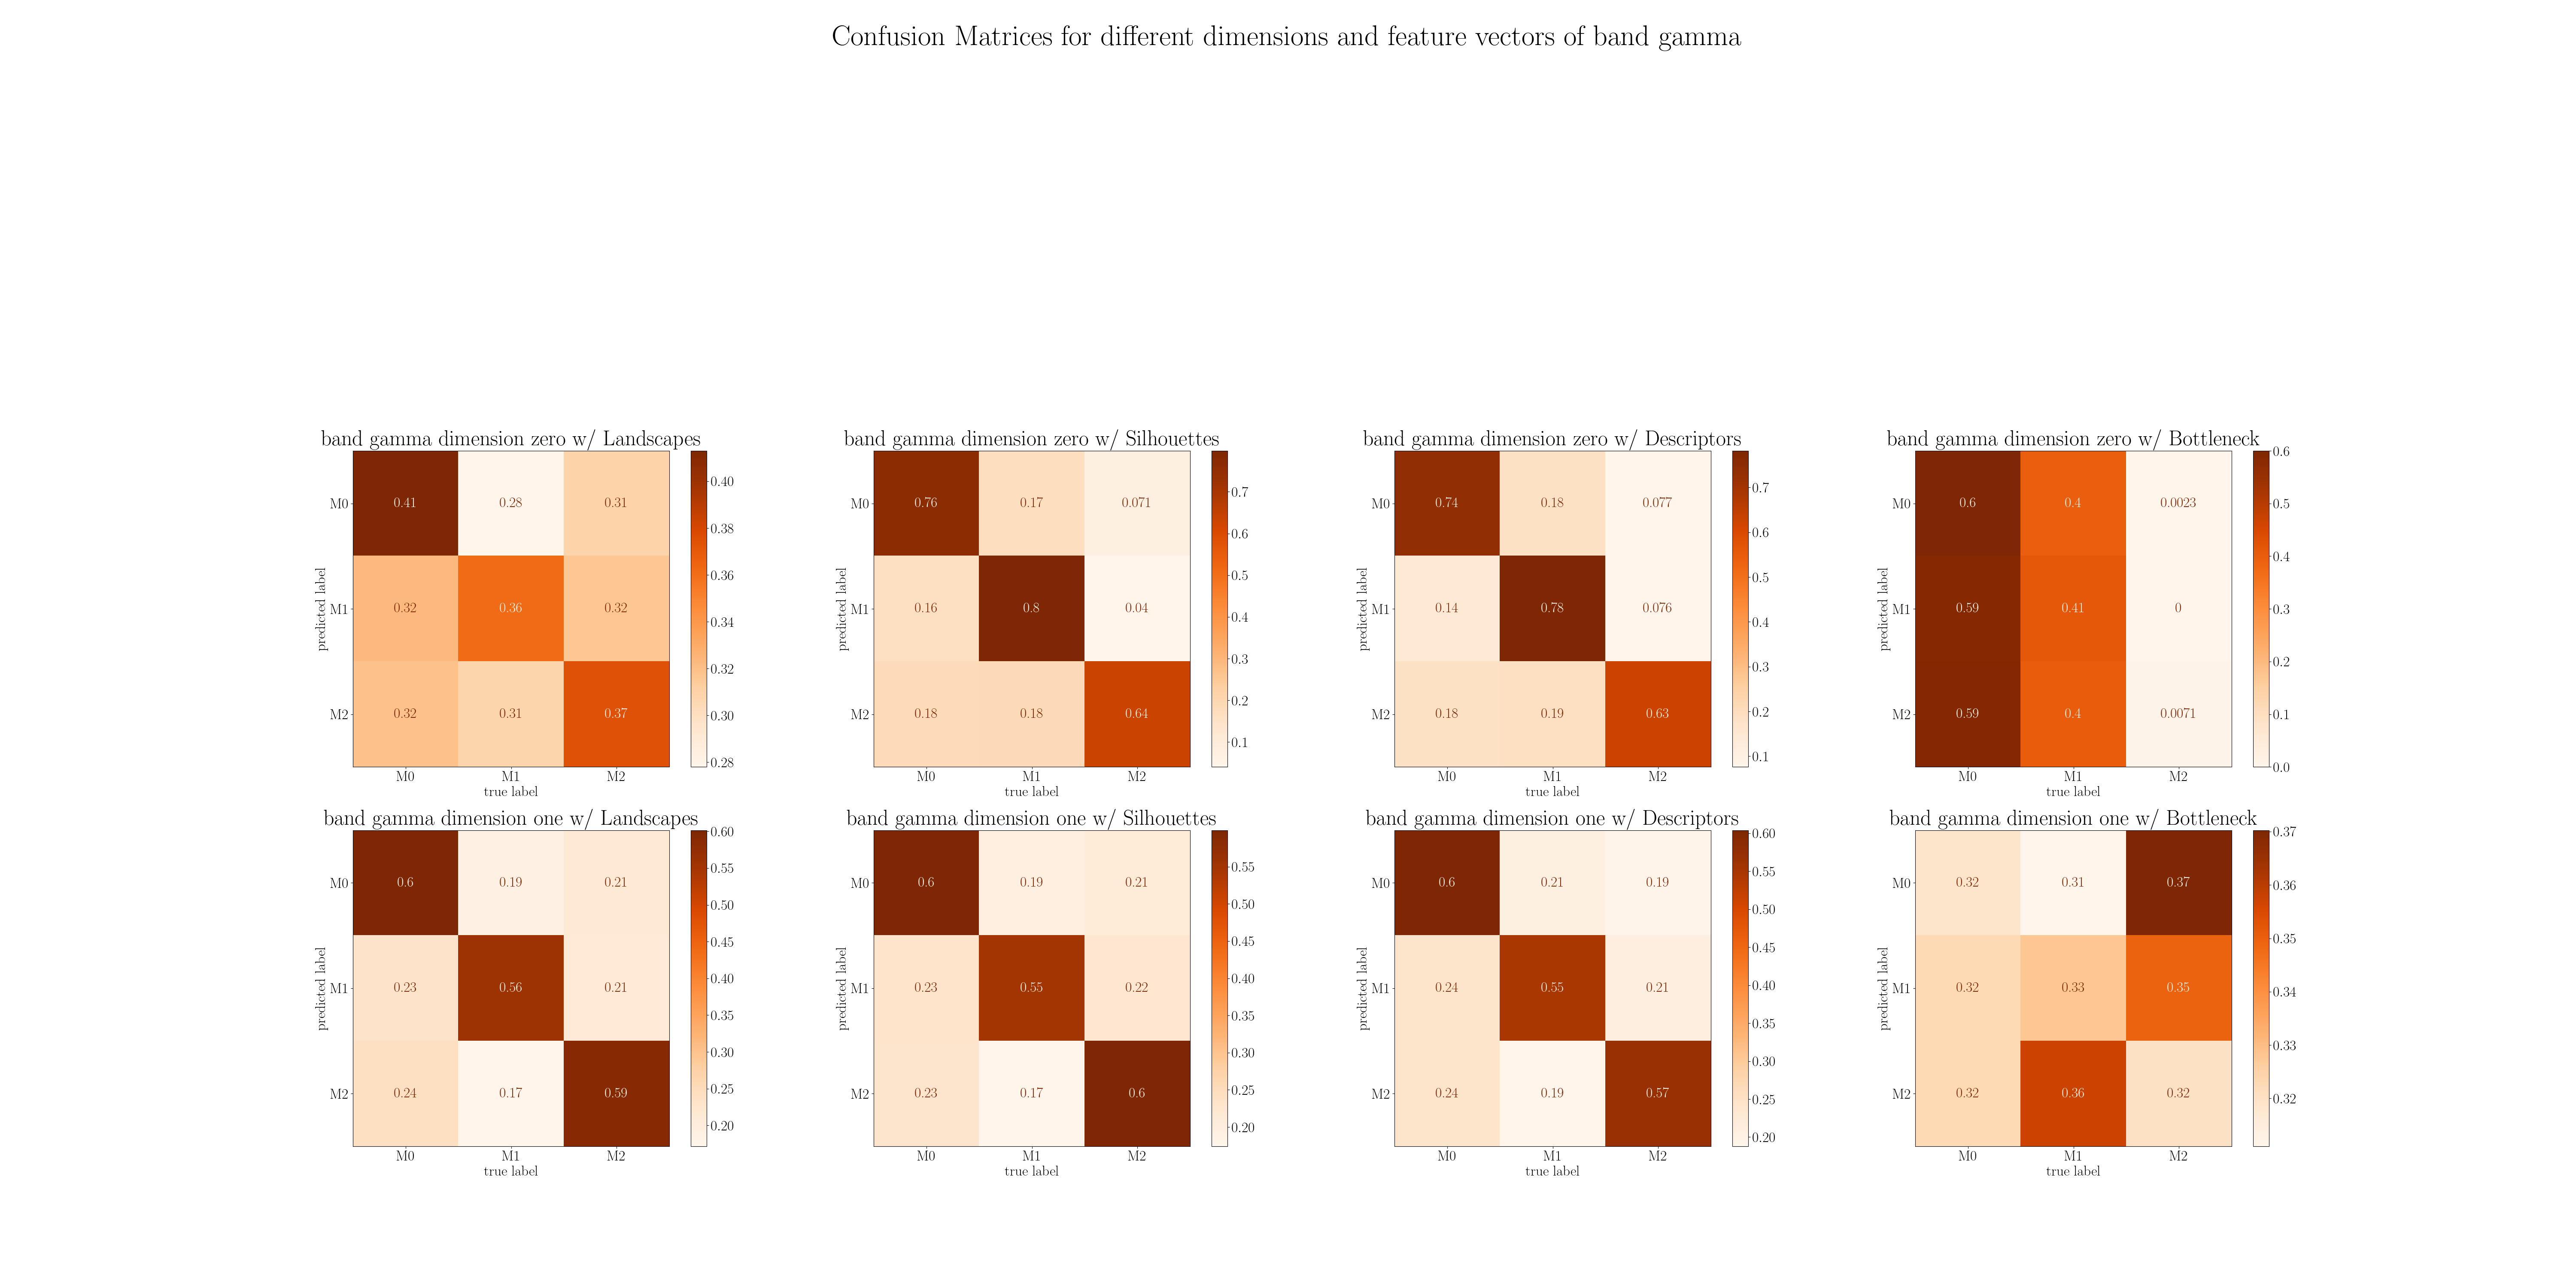 Confusion Matrices for different dimensions and feature vectors of band gamma
band gamma dimension zero w/ Landscapes
0.41 0.28 0.31
0.32 0.36 0.32
0.32 0.31 0.37
M0
M1
M2
predicted label
M0 M1 M2
true label
0.40
0.38
0.36
0.34
0.32
0.30
0.28
band gamma dimension zero w/ Silhouettes
0.76 0.17 0.071
0.16 0.8 0.04
0.18 0.18 0.64
M0
M1
M2
predicted label
M0 M1 M2
true label
0.7
0.6
0.5
0.4
0.3
0.2
0.1
band gamma dimension zero w/ Descriptors
0.74 0.18 0.077
0.14 0.78 0.076
0.18 0.19 0.63
M0
M1
M2
predicted label
M0 M1 M2
true label
0.7
0.6
0.5
0.4
0.3
0.2
0.1
band gamma dimension zero w/ Bottleneck
0.6 0.4 0.0023
0.59 0.41 0
0.59 0.4 0.0071
M0
M1
M2
predicted label
M0 M1 M2
true label
0.6
0.5
0.4
0.3
0.2
0.1
0.0
band gamma dimension one w/ Landscapes
0.6 0.19 0.21
0.23 0.56 0.21
0.24 0.17 0.59
M0
M1
M2
predicted label
M0 M1 M2
true label
0.60
0.55
0.50
0.45
0.40
0.35
0.30
0.25
0.20
band gamma dimension one w/ Silhouettes
0.6 0.19 0.21
0.23 0.55 0.22
0.23 0.17 0.6
M0
M1
M2
predicted label
M0 M1 M2
true label
0.55
0.50
0.45
0.40
0.35
0.30
0.25
0.20
band gamma dimension one w/ Descriptors
0.6 0.21 0.19
0.24 0.55 0.21
0.24 0.19 0.57
M0
M1
M2
predicted label
M0 M1 M2
true label
0.60
0.55
0.50
0.45
0.40
0.35
0.30
0.25
0.20
band gamma dimension one w/ Bottleneck
0.32 0.31 0.37
0.32 0.33 0.35
0.32 0.36 0.32
M0
M1
M2
predicted label
M0 M1 M2
true label
0.37
0.36
0.35
0.34
0.33
0.32